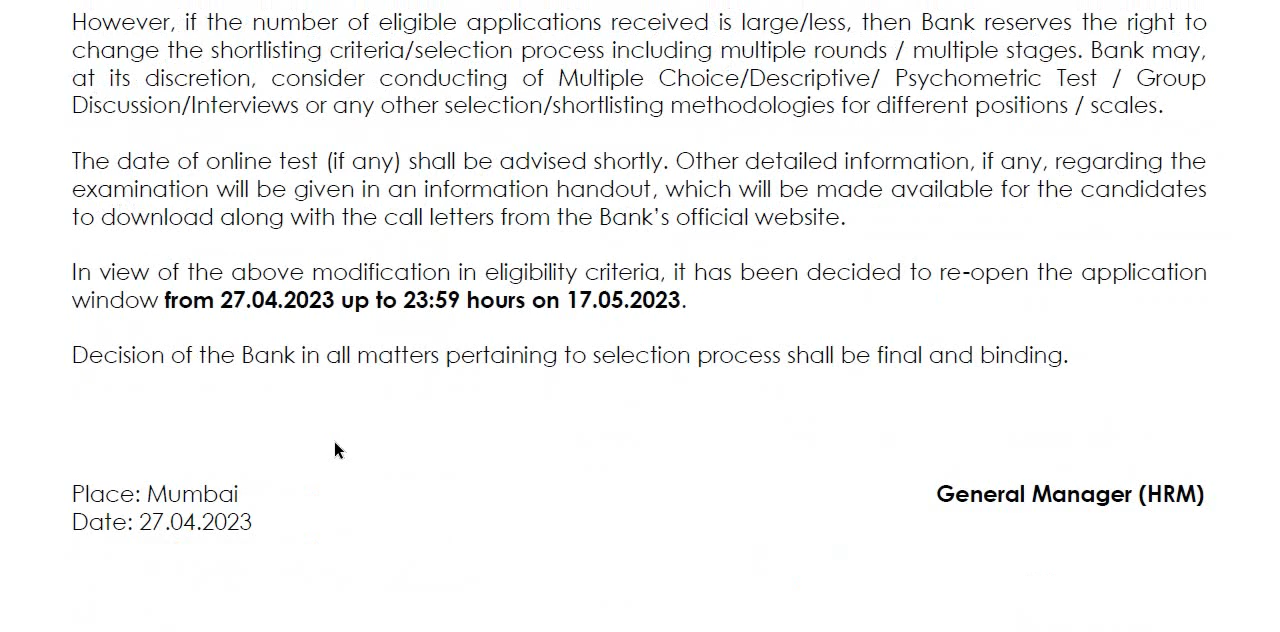 However, if the number of eligible applications received is large/less, then Bank reserves the right to
change the shortlisting criteria/selection process including multiple rounds / multiple stages. Bank may,
at its discretion, consider conducting of Multiple Choice/Descriptive/ Psychometric Test / Group
Discussion/Interviews or any other selection/shortlisting methodologies for different positions / scales.
The date of online test (if any) shall be advised shortly. Other detailed information, if any, regarding the
examination will be given in an information handout, which will be made available for the candidates
to download along with the call letters from the Bank's official website.
In view of the above modification in eligibility criteria, it has been decided to re-open the application
window from 27.04.2023 up to 23:59 hours on 17.05.2023.
Decision of the Bank in all matters pertaining to selection process shall be final and binding.
Place: Mumbai General Manager (HRM)
Date: 27.04.2023